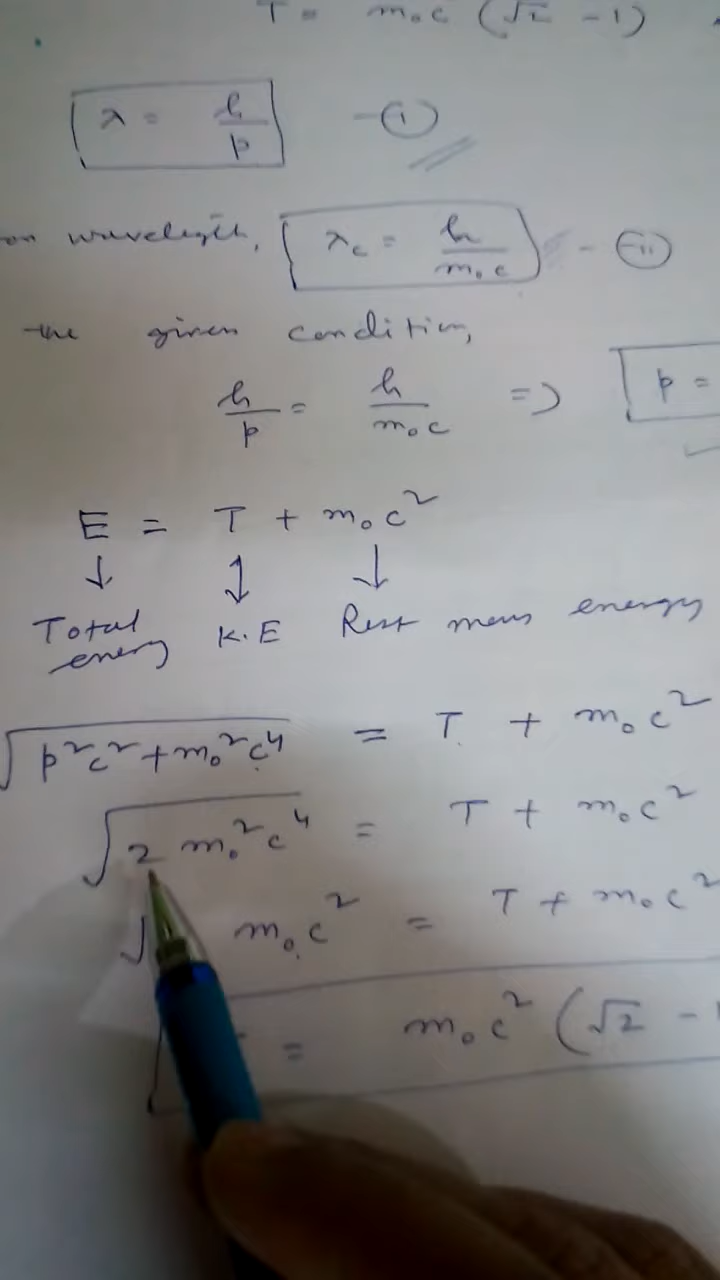 T = m₀c (√2 - 1)
λ = h/p - (i)
on wavelength, λc = h/m₀c - (ii)
the given condition,
h/p = h/m₀c => p =
E = T + m₀c²
↓ ↕ ↓
Total energy K.E Rest mass energy
√(p²c² + m₀²c⁴) = T + m₀c²
√(2 m₀²c⁴) = T + m₀c²
√ m₀c² = T + m₀c²
= m₀c² (√2 -